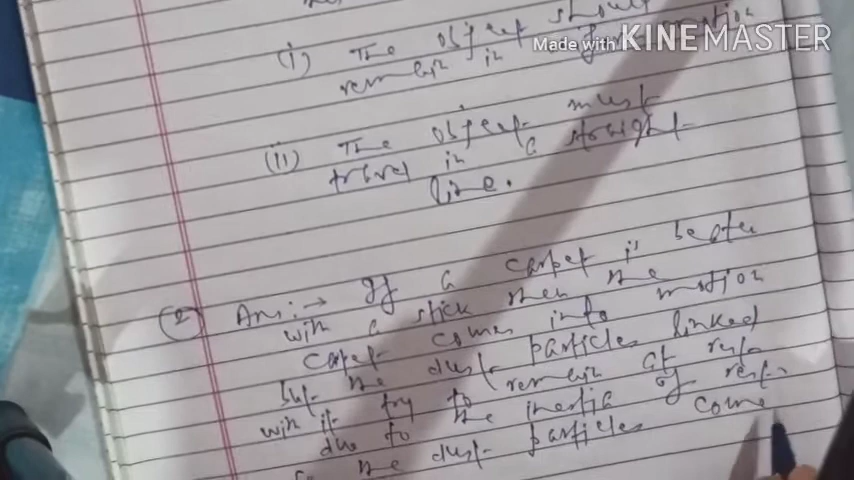 Made with KINEMASTER
(i) The object should
remain in motion
(ii) The object must
travel in a straight
line.
(2) Ans:→ If a carpet is beaten
with a stick then the
carpet comes into motion
but the dust particles linked
with it try to remain at rest
due to the inertia of rest.
So the dust particles come